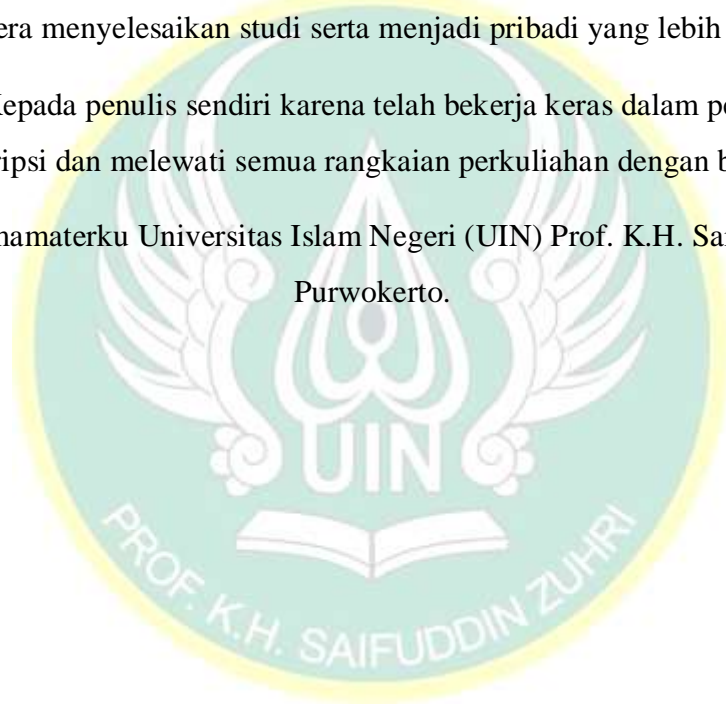 era menyelesaikan studi serta menjadi pribadi yang lebih
Kepada penulis sendiri karena telah bekerja keras dalam pe
ripsi dan melewati semua rangkaian perkuliahan dengan b
namaterku Universitas Islam Negeri (UIN) Prof. K.H. Sai
Purwokerto.
UIN
PROF. K.H. SAIFUDDIN ZUHRI